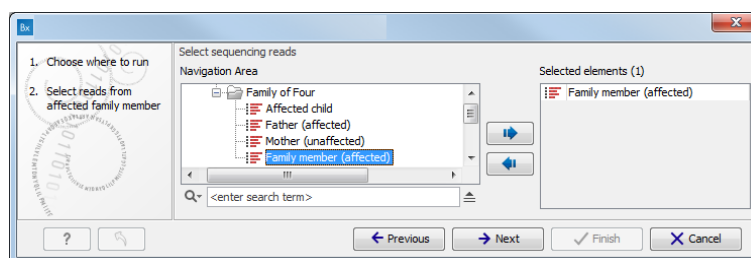 Bx
X
1. Choose where to run
2. Select reads from
affected family member
Select sequencing reads
Navigation Area
Family of Four
Affected child
Father (affected)
Mother (unaffected)
Family member (affected)
<enter search term>
Selected elements (1)
Family member (affected)
?
Previous
Next
Finish
Cancel